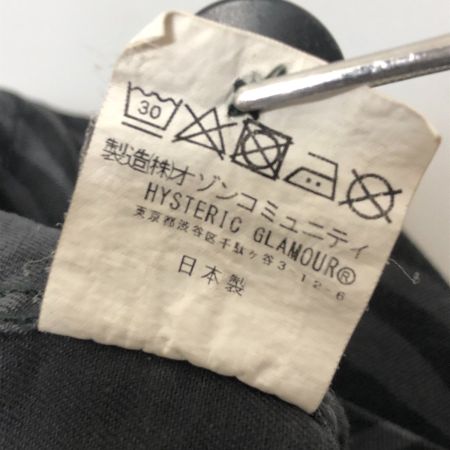 30
製造(株)オゾンコミュニティ
HYSTERIC GLAMOUR®
東京都渋谷区千駄ヶ谷3-12-6
日本製